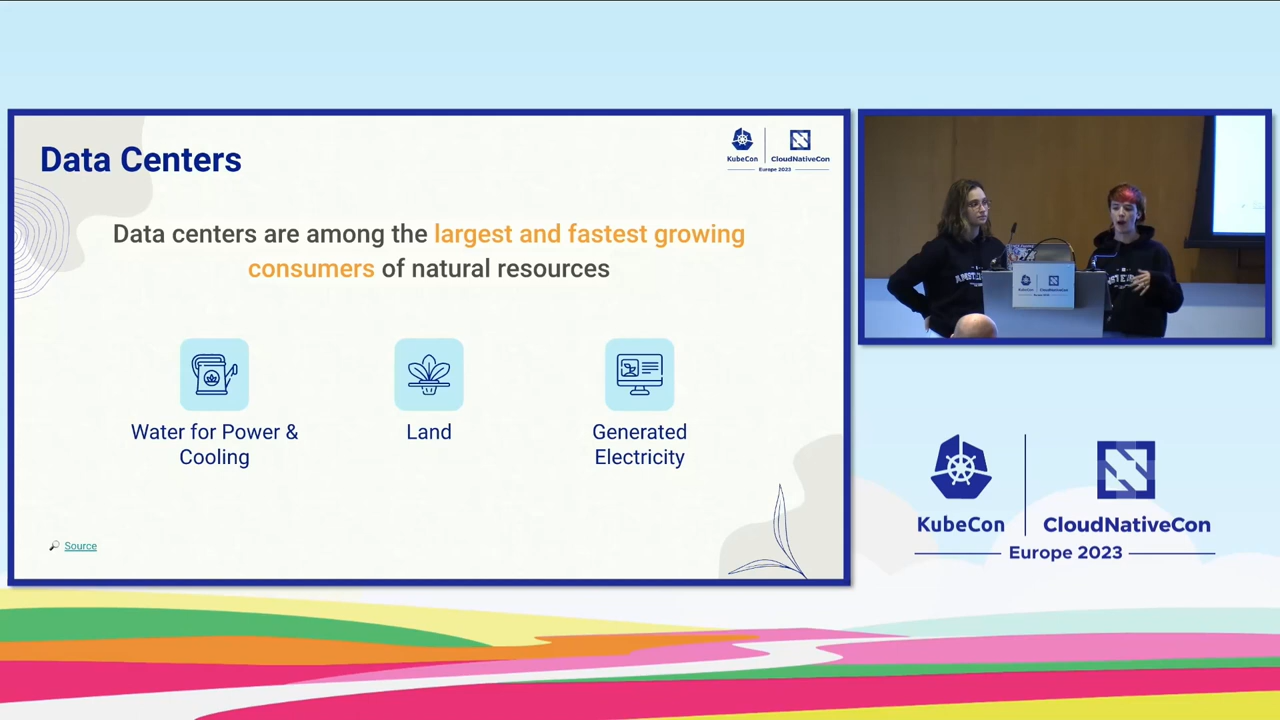 Data Centers
KubeCon
CloudNativeCon
Europe 2023
Data centers are among the largest and fastest growing
consumers of natural resources
Water for Power &
Cooling
Land
Generated
Electricity
Source
KubeCon
CloudNativeCon
Europe 2023